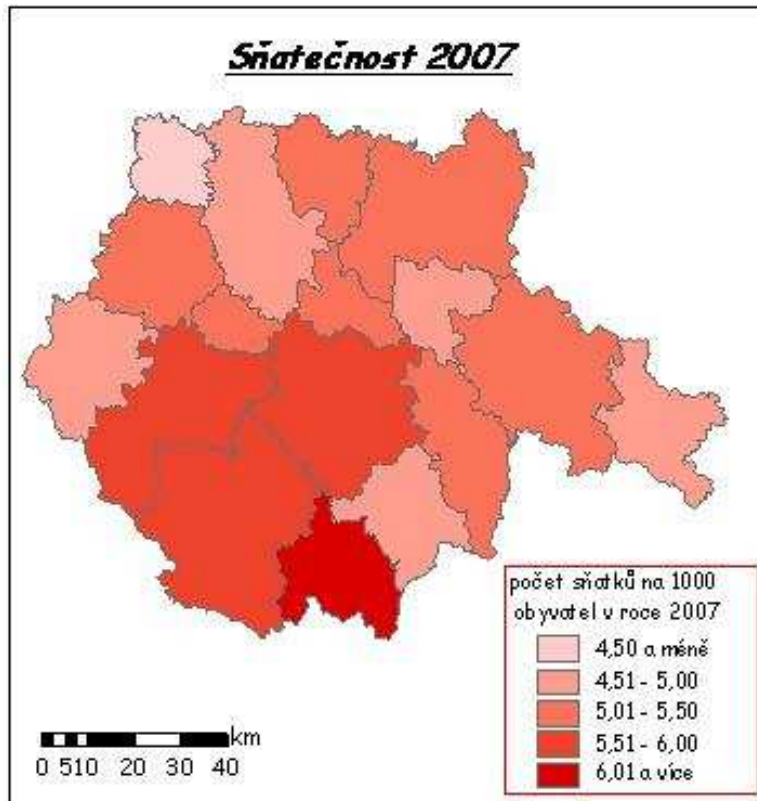 Sňatečnost 2007
počet sňatků na 1000
obyvatel v roce 2007
4,50 a méně
4,51 - 5,00
5,01 - 5,50
5,51 - 6,00
6,01 a více
km
0 510 20 30 40